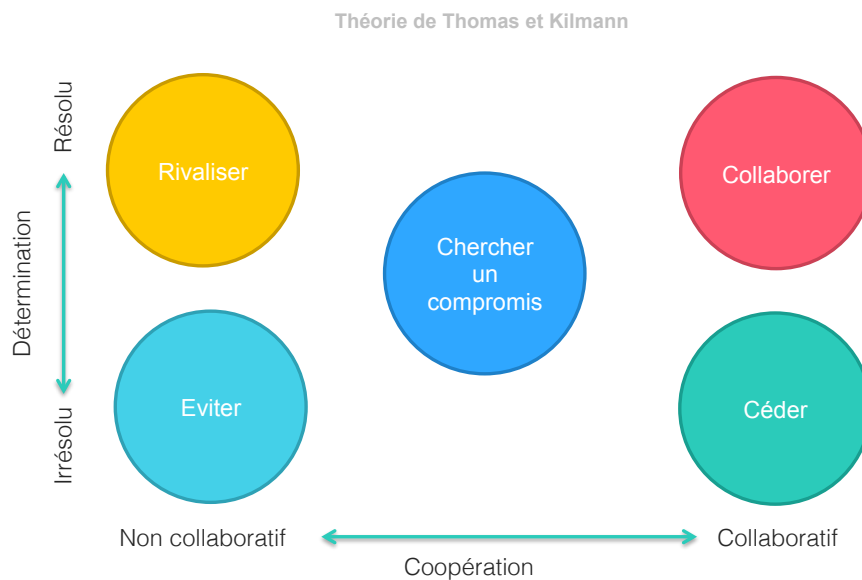 Théorie de Thomas et Kilmann
Résolu
Rivaliser
Collaborer
Détermination
Chercher
un
compromis
Eviter
Céder
Irrésolu
Non collaboratif
Collaboratif
Coopération